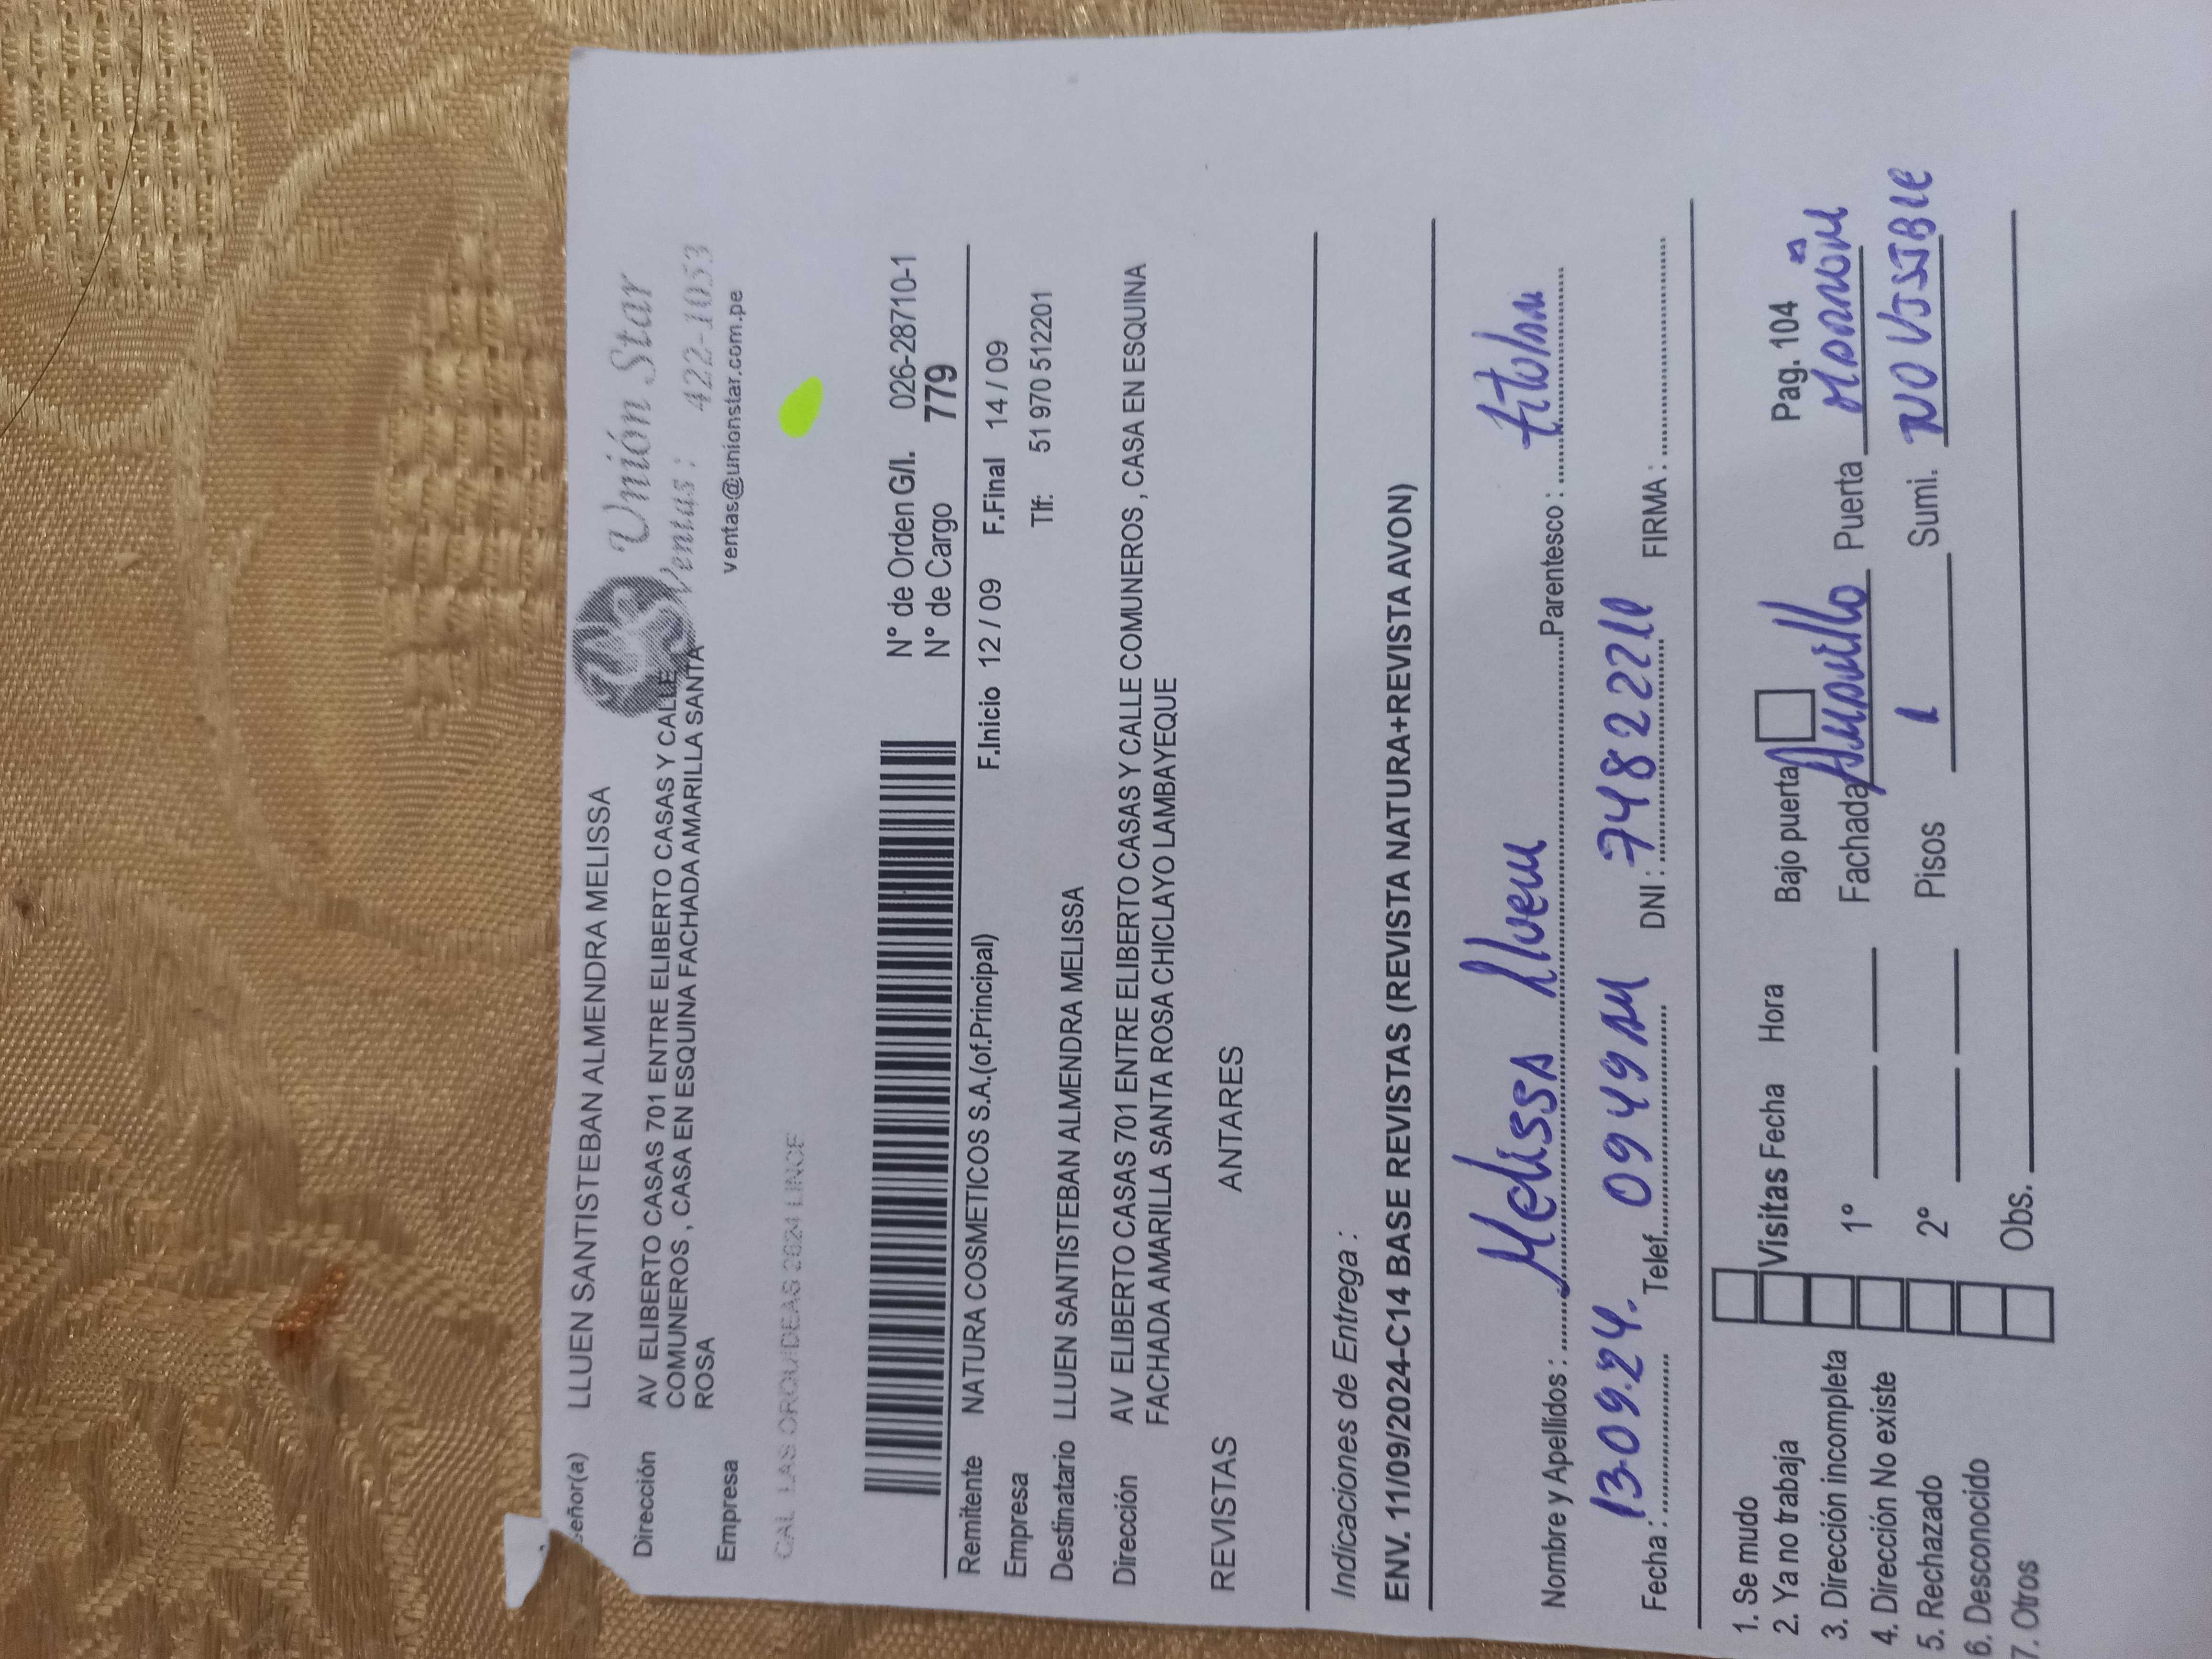 Señor(a) LLUEN SANTISTEBAN ALMENDRA MELISSA
Unión Star
Ventas: 422-1053
ventas@unionstar.com.pe
Dirección AV ELIBERTO CASAS 701 ENTRE ELIBERTO CASAS Y CALLE
COMUNEROS , CASA EN ESQUINA FACHADA AMARILLA SANTA
ROSA
Empresa
CAL LAS ORQUIDEAS 2624 LINCE
N° de Orden G/I. 026-28710-1
N° de Cargo 779
Remitente NATURA COSMETICOS S.A.(of.Principal) F.Inicio 12 / 09 F.Final 14 / 09
Empresa Tlf: 51 970 512201
Destinatario LLUEN SANTISTEBAN ALMENDRA MELISSA
Dirección AV ELIBERTO CASAS 701 ENTRE ELIBERTO CASAS Y CALLE COMUNEROS , CASA EN ESQUINA
FACHADA AMARILLA SANTA ROSA CHICLAYO LAMBAYEQUE
REVISTAS ANTARES
Indicaciones de Entrega :
ENV. 11/09/2024-C14 BASE REVISTAS (REVISTA NATURA+REVISTA AVON)
Nombre y Apellidos : Melissa Lluen Parentesco : titular
Fecha : 13.09.24. Telef. 0949 AM DNI : FIRMA :
1. Se mudo
2. Ya no trabaja Visitas Fecha Hora Bajo puerta Pag. 104
3. Dirección incompleta 1º Fachada Amarillo Puerta Marrón
4. Dirección No existe
5. Rechazado 2º Pisos 1 Sumi. NO VISIBLE
6. Desconocido
7. Otros Obs.